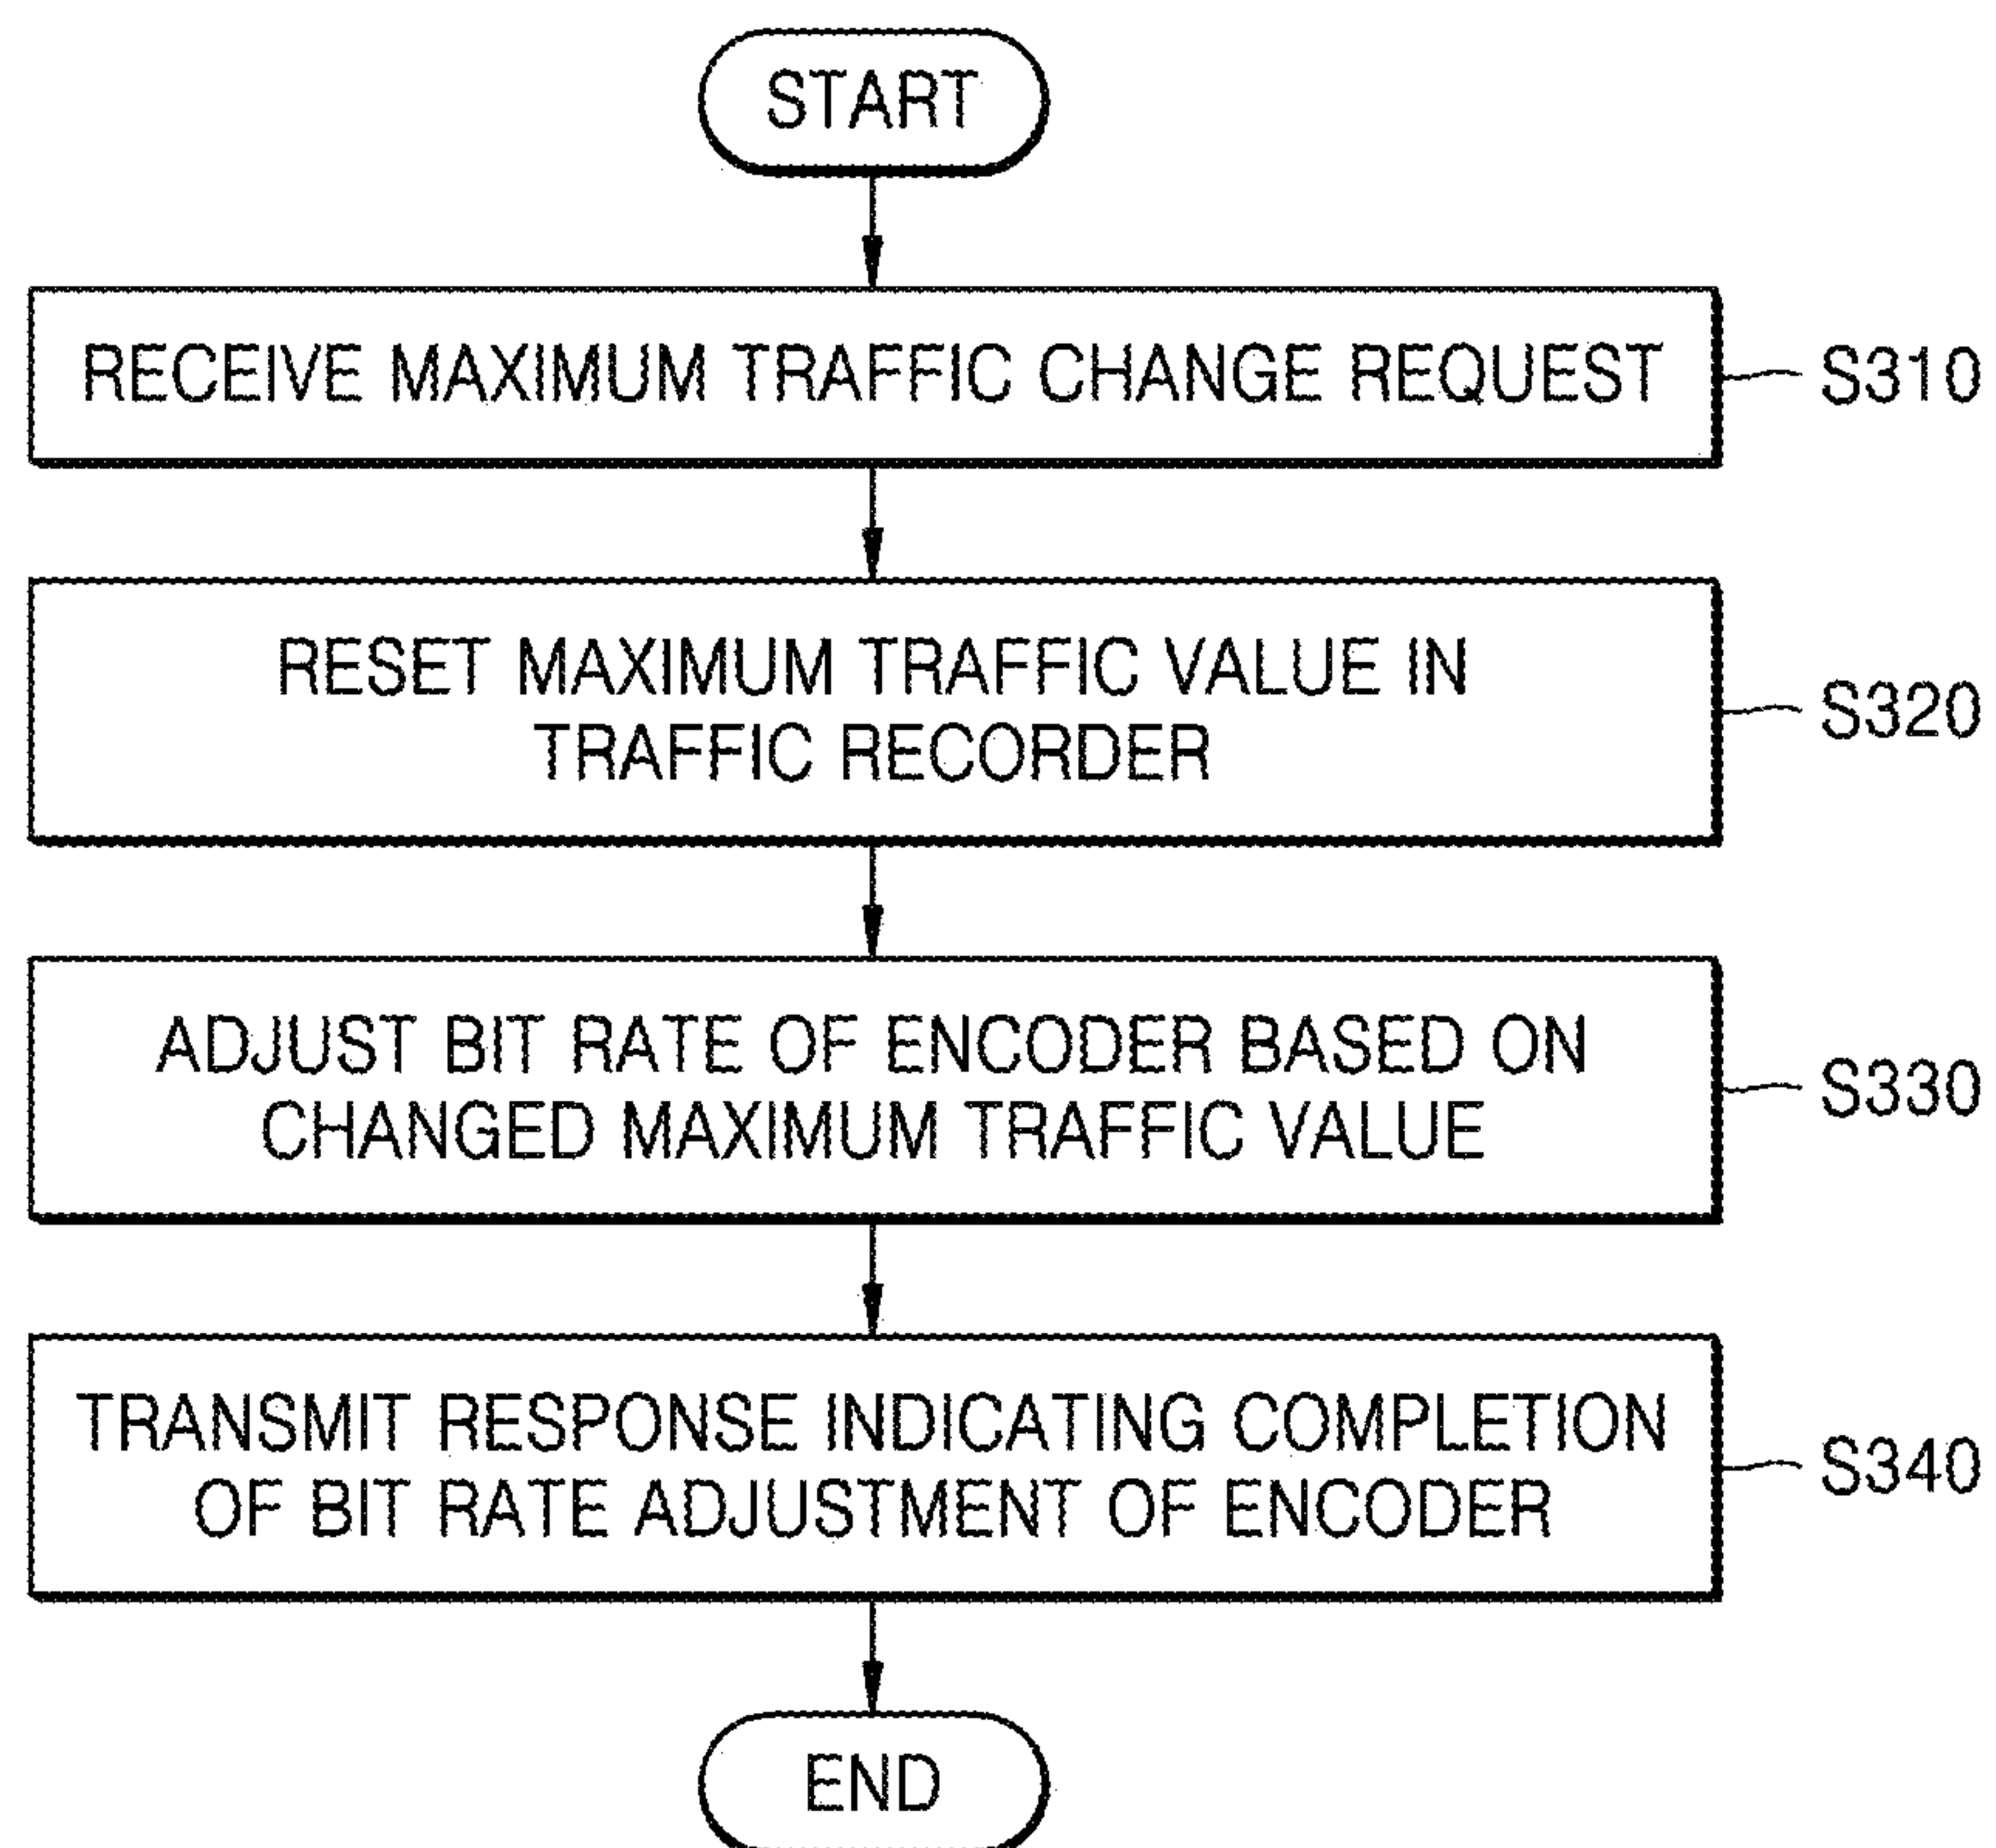 START
RECEIVE MAXIMUM TRAFFIC CHANGE REQUEST
S310
RESET MAXIMUM TRAFFIC VALUE IN
TRAFFIC RECORDER
S320
ADJUST BIT RATE OF ENCODER BASED ON
CHANGED MAXIMUM TRAFFIC VALUE
S330
TRANSMIT RESPONSE INDICATING COMPLETION
OF BIT RATE ADJUSTMENT OF ENCODER
S340
END